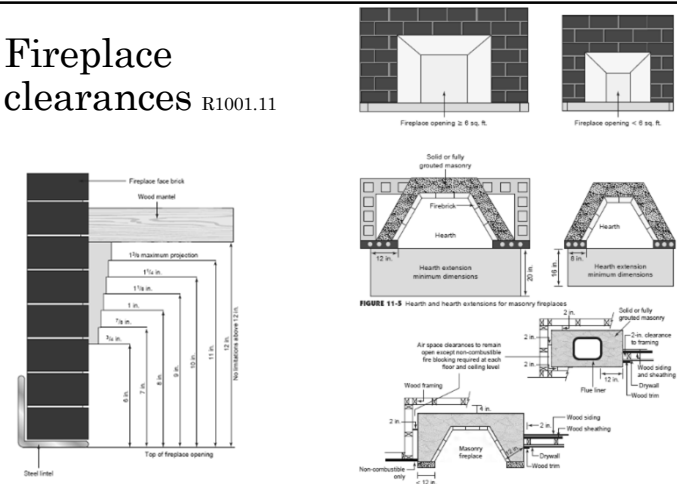 Fireplace
clearances R1001.11
Fireplace opening ≥ 6 sq. ft.
Fireplace opening < 6 sq. ft.
Fireplace face brick
Wood mantel
1 1/2 maximum projection
1 1/4 in.
1 1/8 in.
1 in.
7/8 in.
3/4 in.
6 in.
7 in.
8 in.
9 in.
10 in.
11 in.
12 in.
No limitations above 12 in.
Top of fireplace opening
Steel lintel
Solid or fully
grouted masonry
Firebrick
Hearth
12 in.
Hearth extension
minimum dimensions
20 in.
Hearth
8 in.
Hearth extension
minimum dimensions
16 in.
FIGURE 11-5 Hearth and hearth extensions for masonry fireplaces
Solid or fully
grouted masonry
2 in.
2 in.
2-in. clearance
to framing
Air space clearances to remain
open except non-combustible
fire blocking required at each
floor and ceiling level
2 in.
Wood siding
and sheathing
12 in.
Drywall
Wood trim
Flue liner
Wood framing
4 in.
2 in.
2 in.
Wood siding
Wood sheathing
Masonry
fireplace
12 in.
Drywall
Wood trim
Non-combustible
only
< 12 in.